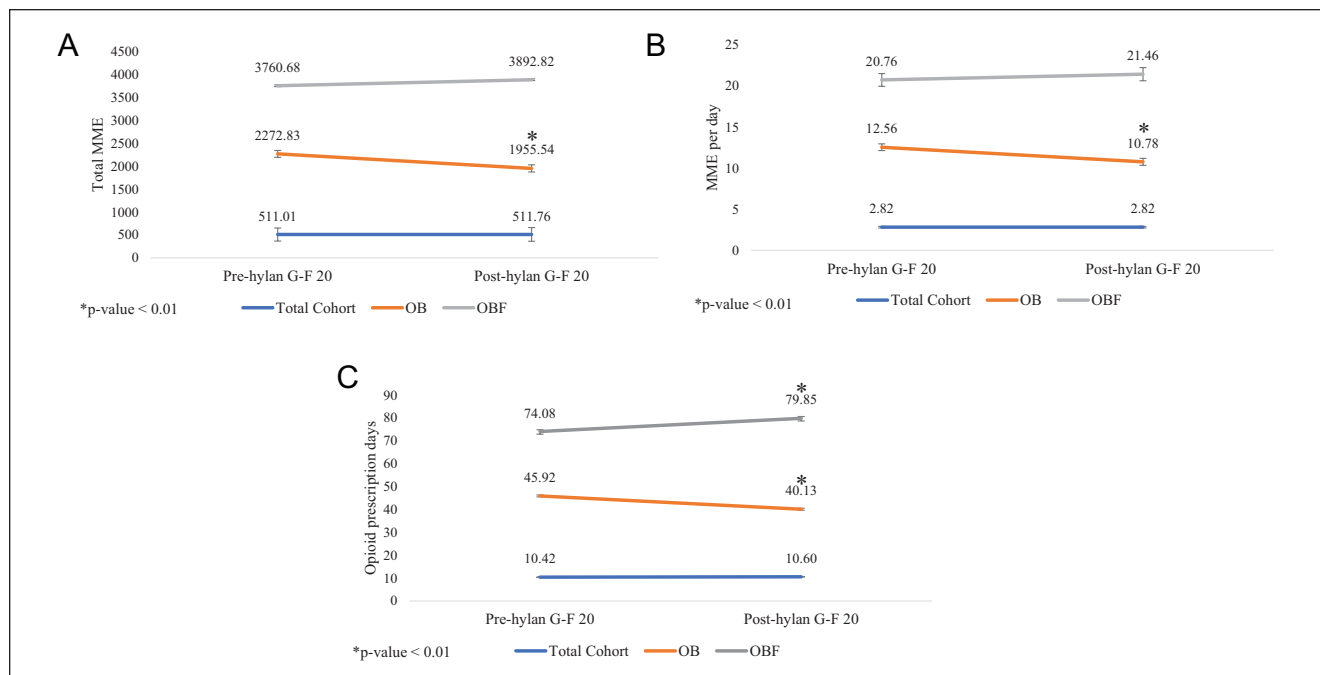 A
Total MME
4500
4000
3500
3000
2500
2000
1500
1000
500
0
3760.68
3892.82
2272.83
*
1955.54
511.01
511.76
Pre-hylan G-F 20
Post-hylan G-F 20
*p-value < 0.01
Total Cohort
OB
OBF
B
MME per day
25
20
15
10
5
0
20.76
21.46
12.56
*
10.78
2.82
2.82
Pre-hylan G-F 20
Post-hylan G-F 20
*p-value < 0.01
Total Cohort
OB
OBF
C
Opioid prescription days
90
80
70
60
50
40
30
20
10
0
74.08
*
79.85
45.92
*
40.13
10.42
10.60
Pre-hylan G-F 20
Post-hylan G-F 20
*p-value < 0.01
Total Cohort
OB
OBF